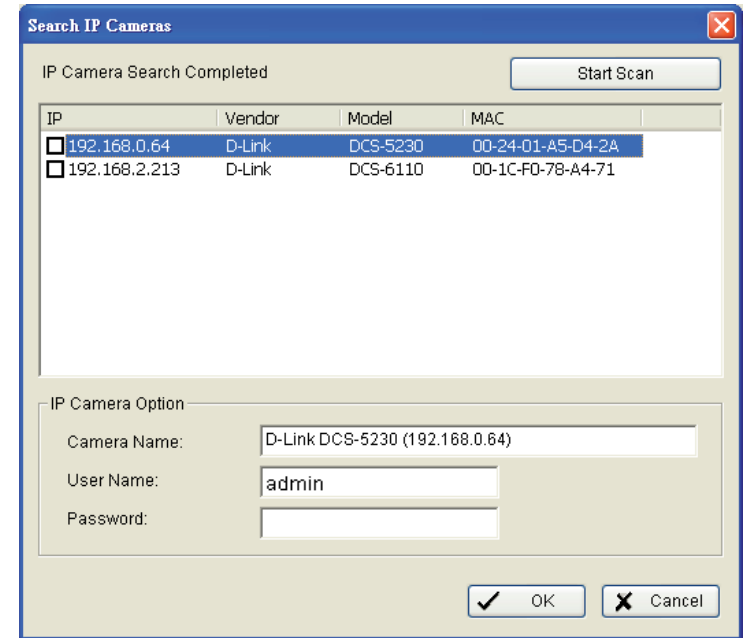 Search IP Cameras
IP Camera Search Completed
Start Scan
IP Vendor Model MAC
192.168.0.64 D-Link DCS-5230 00-24-01-A5-D4-2A
192.168.2.213 D-Link DCS-6110 00-1C-F0-78-A4-71
IP Camera Option
Camera Name: D-Link DCS-5230 (192.168.0.64)
User Name: admin
Password:
OK Cancel